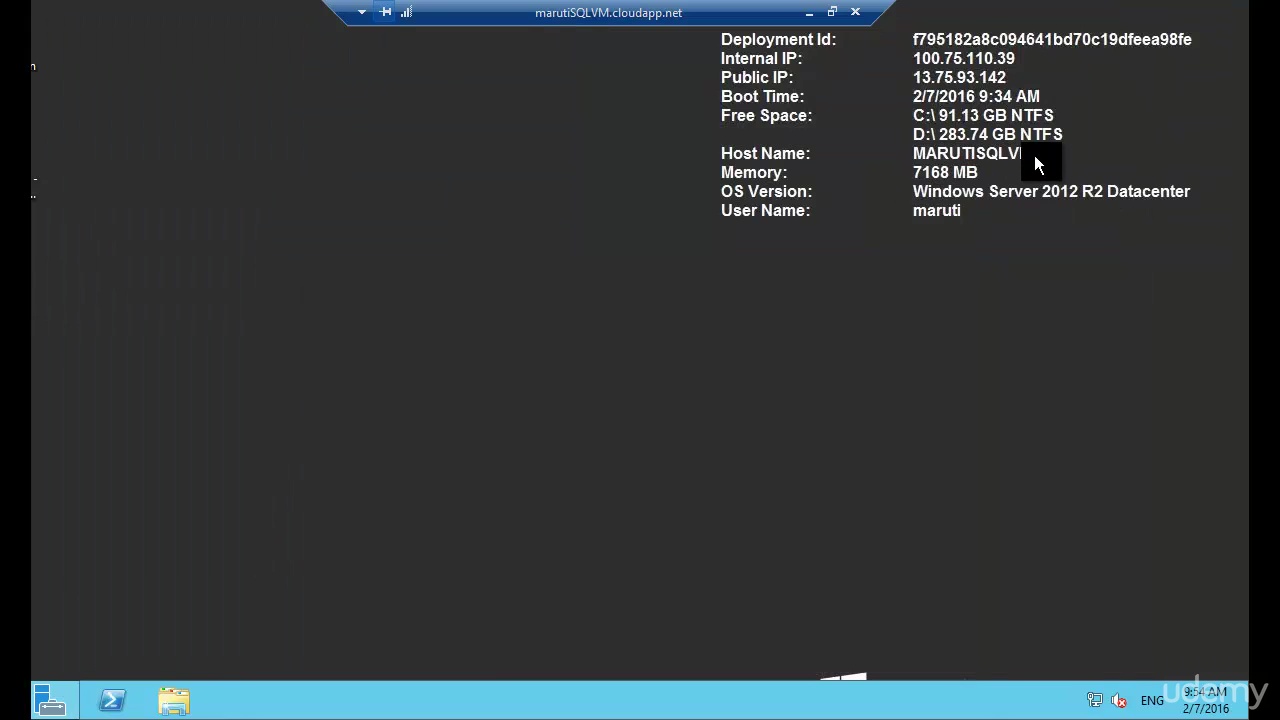 marutiSQLVM.cloudapp.net
Deployment Id: f795182a8c094641bd70c19dfeea98fe
Internal IP: 100.75.110.39
Public IP: 13.75.93.142
Boot Time: 2/7/2016 9:34 AM
Free Space: C:\ 91.13 GB NTFS
D:\ 283.74 GB NTFS
Host Name:
Memory: 7168 MB
OS Version: Windows Server 2012 R2 Datacenter
User Name: maruti
ENG
9:54 AM
2/7/2016
udemy